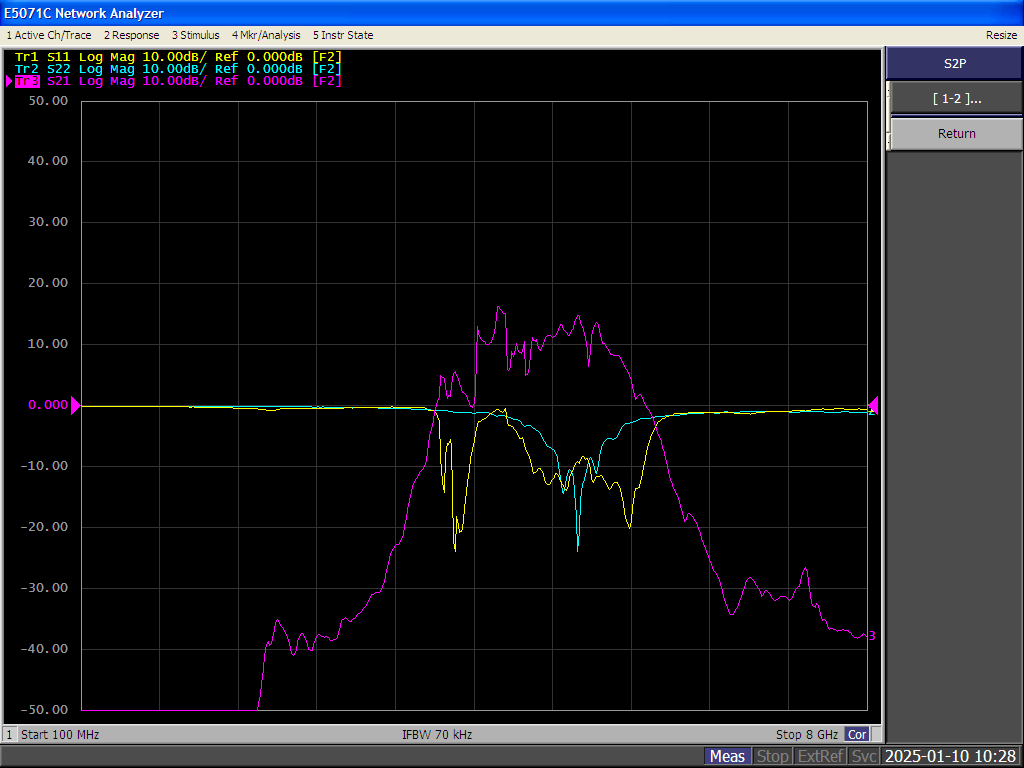 E5071C Network Analyzer
1 Active Ch/Trace 2 Response 3 Stimulus 4 Mkr/Analysis 5 Instr State Resize
Tr1 S11 Log Mag 10.00dB/ Ref 0.000dB [F2]
Tr2 S22 Log Mag 10.00dB/ Ref 0.000dB [F2]
Tr3 S21 Log Mag 10.00dB/ Ref 0.000dB [F2]
S2P
[ 1-2 ]...
Return
50.00
40.00
30.00
20.00
10.00
0.000
-10.00
-20.00
-30.00
-40.00
-50.00
3
1 Start 100 MHz IFBW 70 kHz Stop 8 GHz Cor
Meas Stop ExtRef Svc 2025-01-10 10:28